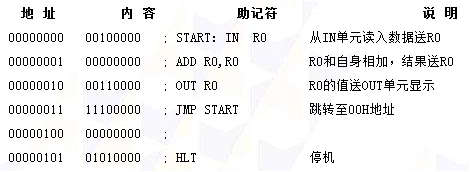 地 址 内 容 助记符 说 明
00000000 00100000 ; START: IN R0 从IN单元读入数据送R0
00000001 00000000 ; ADD R0,R0 R0和自身相加，结果送R0
00000010 00110000 ; OUT R0 R0的值送OUT单元显示
00000011 11100000 ; JMP START 跳转至00H地址
00000100 00000000 ;
00000101 01010000 ; HLT 停机